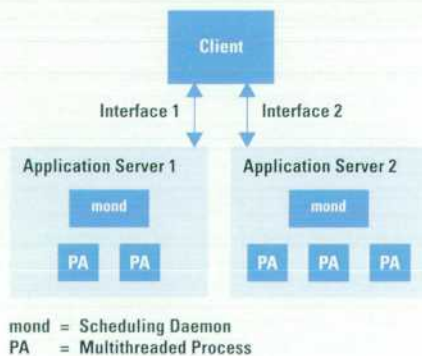 Client
Interface 1 Interface 2
Application Server 1 Application Server 2
mond mond
PA PA PA PA PA
mond = Scheduling Daemon
PA = Multithreaded Process